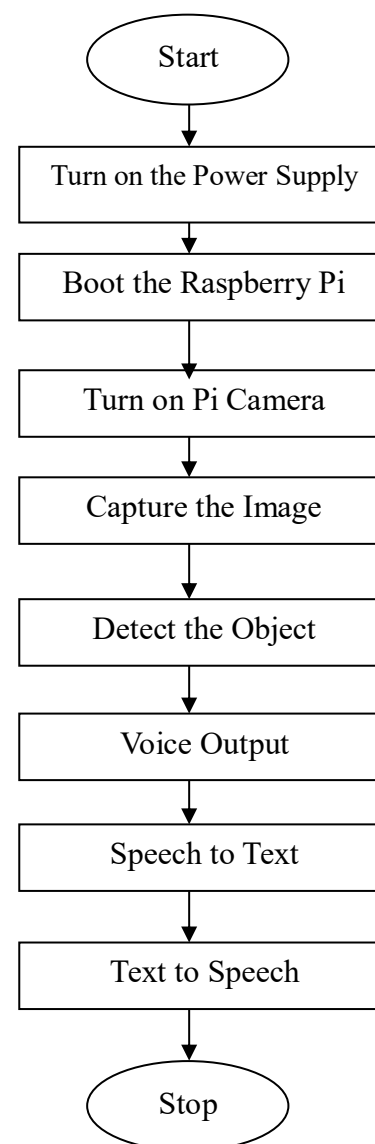 Start
Turn on the Power Supply
Boot the Raspberry Pi
Turn on Pi Camera
Capture the Image
Detect the Object
Voice Output
Speech to Text
Text to Speech
Stop